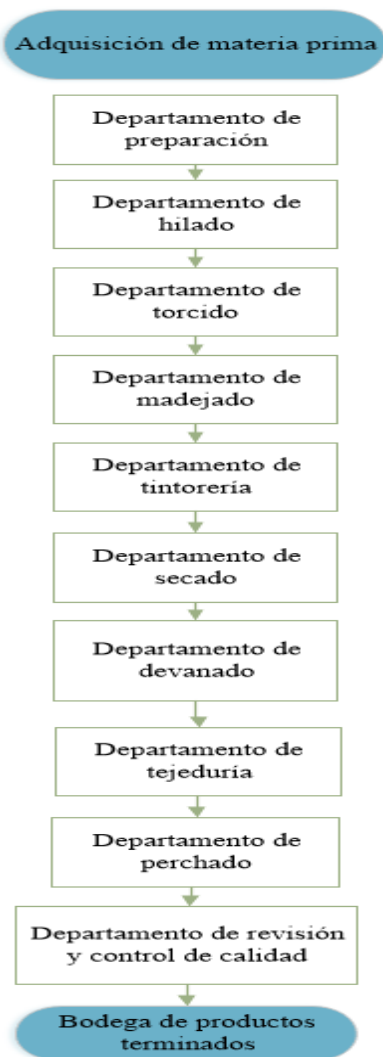 Adquisición de materia prima
Departamento de
preparación
Departamento de
hilado
Departamento de
torcido
Departamento de
madejado
Departamento de
tintorería
Departamento de
secado
Departamento de
devanado
Departamento de
tejeduría
Departamento de
perchado
Departamento de revisión
y control de calidad
Bodega de productos
terminados